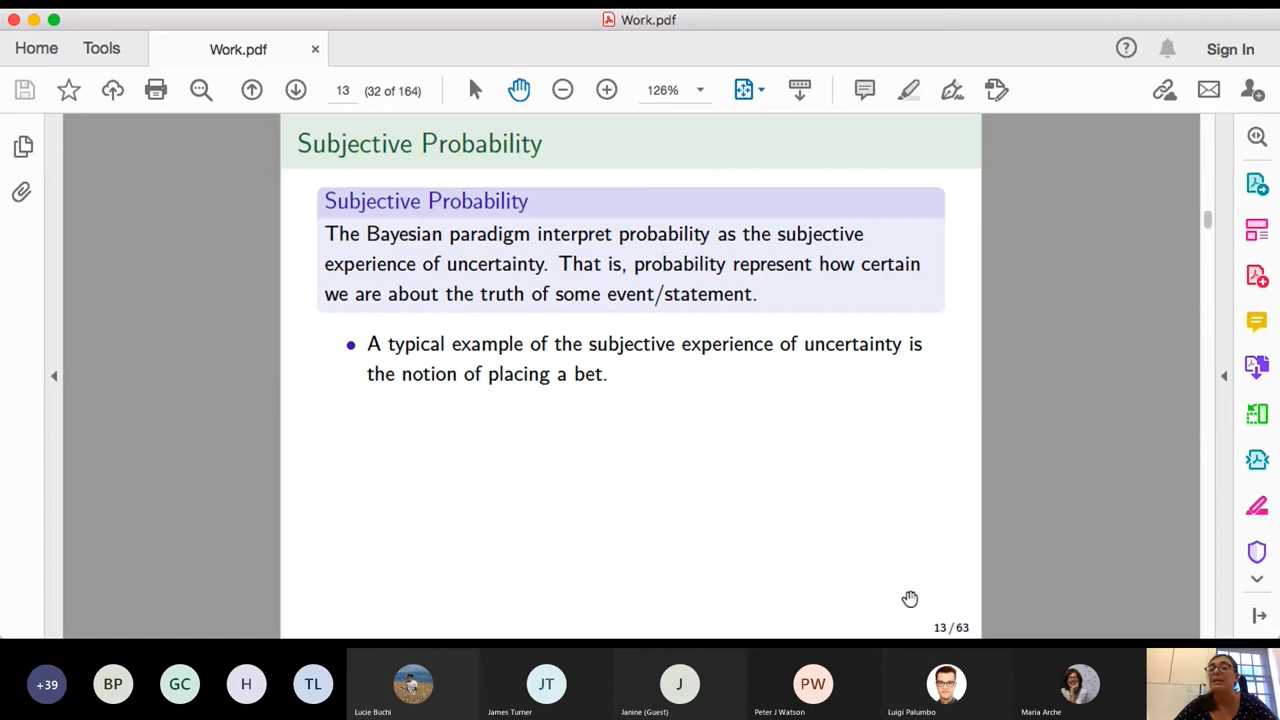 Work.pdf
Home
Tools
Work.pdf
×
?
Sign In
13
(32 of 164)
126%
Subjective Probability
Subjective Probability
The Bayesian paradigm interpret probability as the subjective
experience of uncertainty. That is, probability represent how certain
we are about the truth of some event/statement.
• A typical example of the subjective experience of uncertainty is
the notion of placing a bet.
13 / 63
+39
BP
GC
H
TL
JT
J
PW
Lucie Buchi
James Turner
Janine (Guest)
Peter J Watson
Luigi Palumbo
Maria Arche